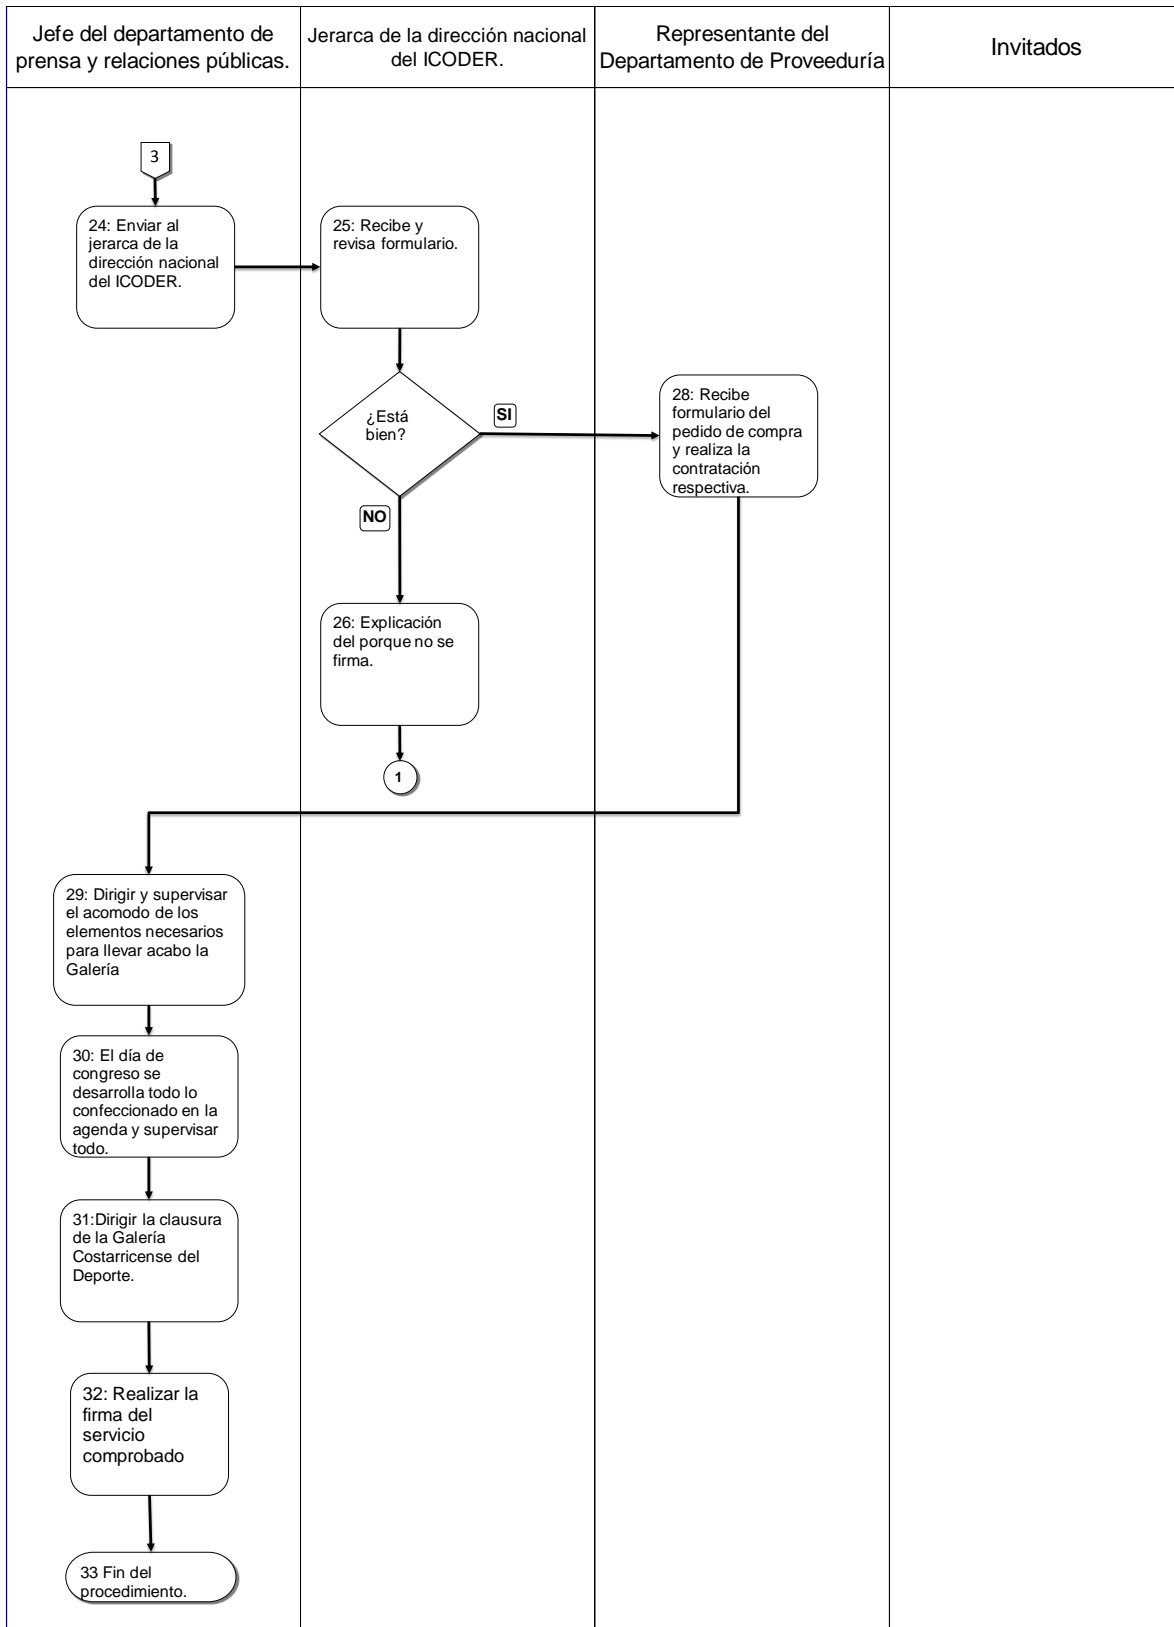 Jefe del departamento de
prensa y relaciones públicas.
Jerarca de la dirección nacional
del ICODER.
Representante del
Departamento de Proveeduría
Invitados
3
24: Enviar al
jerarca de la
dirección nacional
del ICODER.
25: Recibe y
revisa formulario.
¿Está
bien?
SI
28: Recibe
formulario del
pedido de compra
y realiza la
contratación
respectiva.
NO
26: Explicación
del porque no se
firma.
1
29: Dirigir y supervisar
el acomodo de los
elementos necesarios
para llevar acabo la
Galería
30: El día de
congreso se
desarrolla todo lo
confeccionado en la
agenda y supervisar
todo.
31:Dirigir la clausura
de la Galería
Costarricense del
Deporte.
32: Realizar la
firma del
servicio
comprobado
33 Fin del
procedimiento.